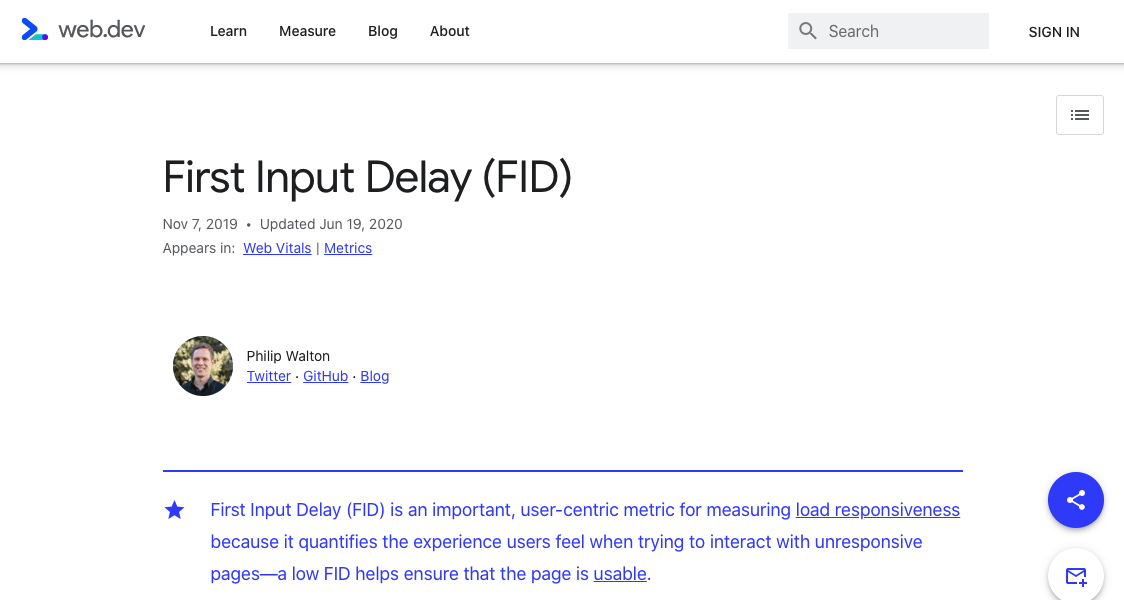 web.dev
Learn Measure Blog About
Search
SIGN IN
First Input Delay (FID)
Nov 7, 2019 • Updated Jun 19, 2020
Appears in: Web Vitals | Metrics
Philip Walton
Twitter · GitHub · Blog
First Input Delay (FID) is an important, user-centric metric for measuring load responsiveness
because it quantifies the experience users feel when trying to interact with unresponsive
pages—a low FID helps ensure that the page is usable.